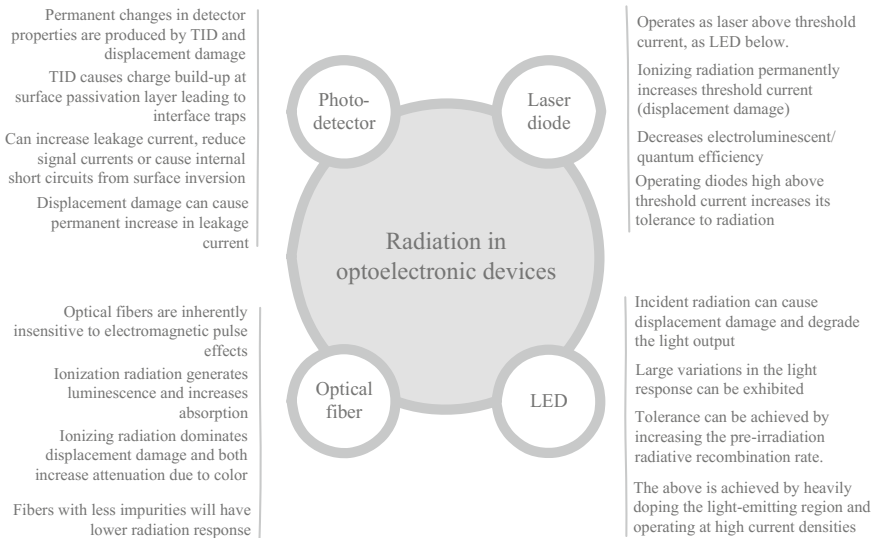 Permanent changes in detector
properties are produced by TID and
displacement damage
TID causes charge build-up at
surface passivation layer leading to
interface traps
Can increase leakage current, reduce
signal currents or cause internal
short circuits from surface inversion
Displacement damage can cause
permanent increase in leakage
current
Photo-
detector
Laser
diode
Operates as laser above threshold
current, as LED below.
Ionizing radiation permanently
increases threshold current
(displacement damage)
Decreases electroluminescent/
quantum efficiency
Operating diodes high above
threshold current increases its
tolerance to radiation
Radiation in
optoelectronic devices
Optical fibers are inherently
insensitive to electromagnetic pulse
effects
Ionization radiation generates
luminescence and increases
absorption
Ionizing radiation dominates
displacement damage and both
increase attenuation due to color
Fibers with less impurities will have
lower radiation response
Optical
fiber
LED
Incident radiation can cause
displacement damage and degrade
the light output
Large variations in the light
response can be exhibited
Tolerance can be achieved by
increasing the pre-irradiation
radiative recombination rate.
The above is achieved by heavily
doping the light-emitting region and
operating at high current densities